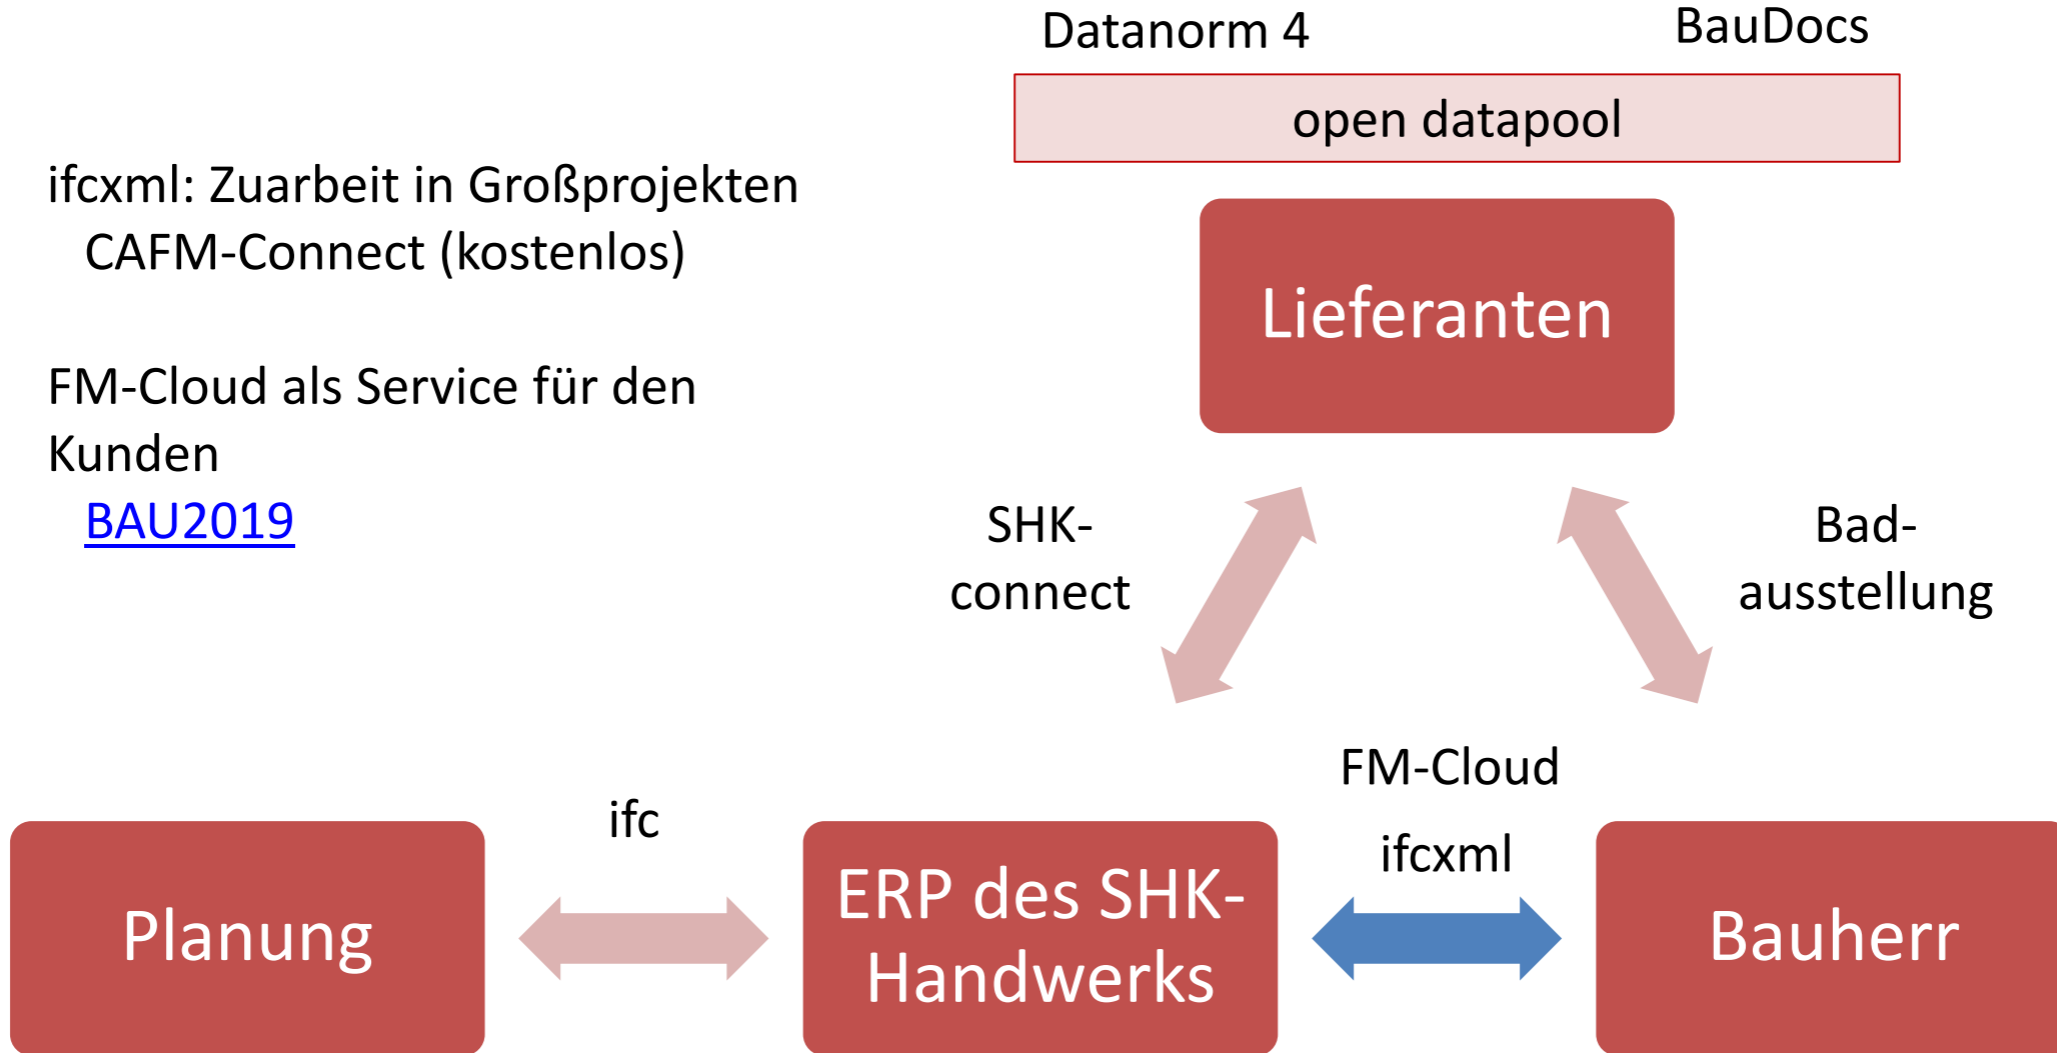 Datanorm 4
BauDocs
open datapool
ifcxml: Zuarbeit in Großprojekten
CAFM-Connect (kostenlos)
FM-Cloud als Service für den
Kunden
BAU2019
Lieferanten
SHK-
connect
Bad-
ausstellung
FM-Cloud
ifcxml
ifc
Planung
ERP des SHK-
Handwerks
Bauherr